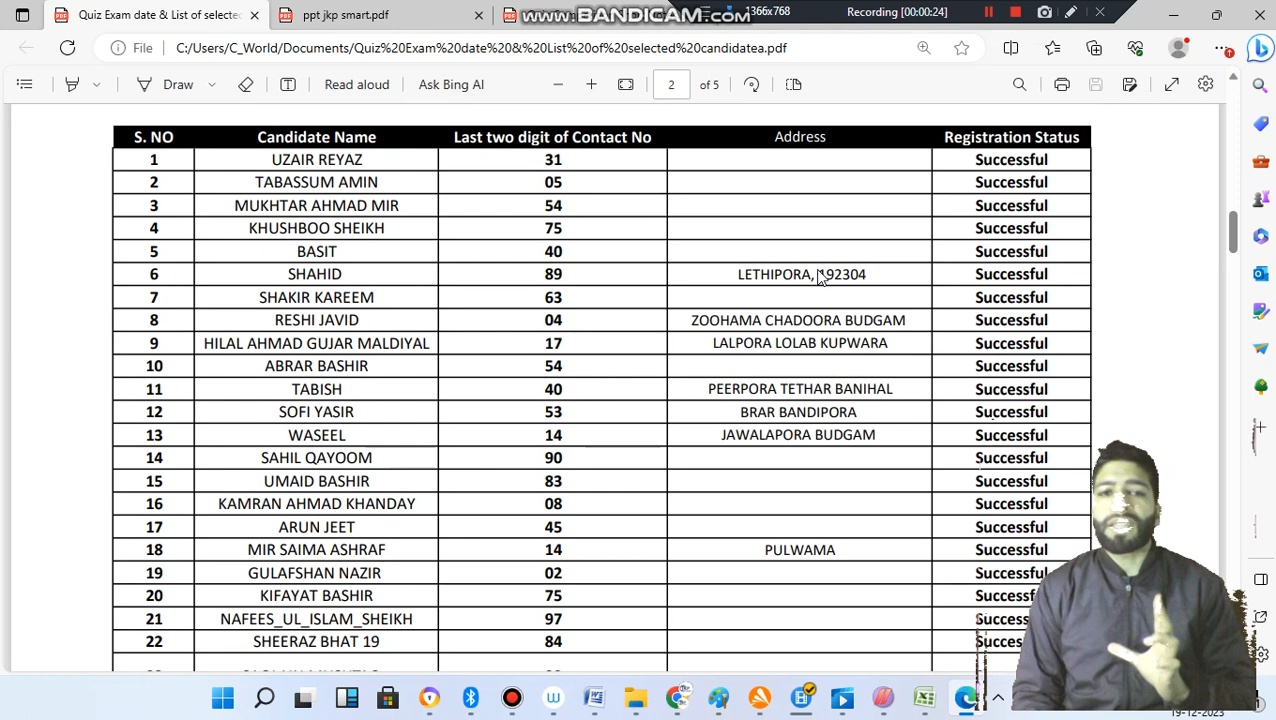 Quiz Exam date & List of selected
ppt jkp smart.pdf
www.BANDICAM.com
1366x768
Recording [00:00:24]
File
C:/Users/C_World/Documents/Quiz%20Exam%20date%20&%20List%20of%20selected%20candidatea.pdf
Draw
Read aloud
Ask Bing AI
2 of 5
S. NO Candidate Name Last two digit of Contact No Address Registration Status
1 UZAIR REYAZ 31 Successful
2 TABASSUM AMIN 05 Successful
3 MUKHTAR AHMAD MIR 54 Successful
4 KHUSHBOO SHEIKH 75 Successful
5 BASIT 40 Successful
6 SHAHID 89 LETHIPORA, 192304 Successful
7 SHAKIR KAREEM 63 Successful
8 RESHI JAVID 04 ZOOHAMA CHADOORA BUDGAM Successful
9 HILAL AHMAD GUJAR MALDIYAL 17 LALPORA LOLAB KUPWARA Successful
10 ABRAR BASHIR 54 Successful
11 TABISH 40 PEERPORA TETHAR BANIHAL Successful
12 SOFI YASIR 53 BRAR BANDIPORA Successful
13 WASEEL 14 JAWALAPORA BUDGAM Successful
14 SAHIL QAYOOM 90 Successful
15 UMAID BASHIR 83 Successful
16 KAMRAN AHMAD KHANDAY 08 Successful
17 ARUN JEET 45 Successful
18 MIR SAIMA ASHRAF 14 PULWAMA Successful
19 GULAFSHAN NAZIR 02 Successful
20 KIFAYAT BASHIR 75 Successful
21 NAFEES_UL_ISLAM_SHEIKH 97 Successful
22 SHEERAZ BHAT 19 84
19-12-2023